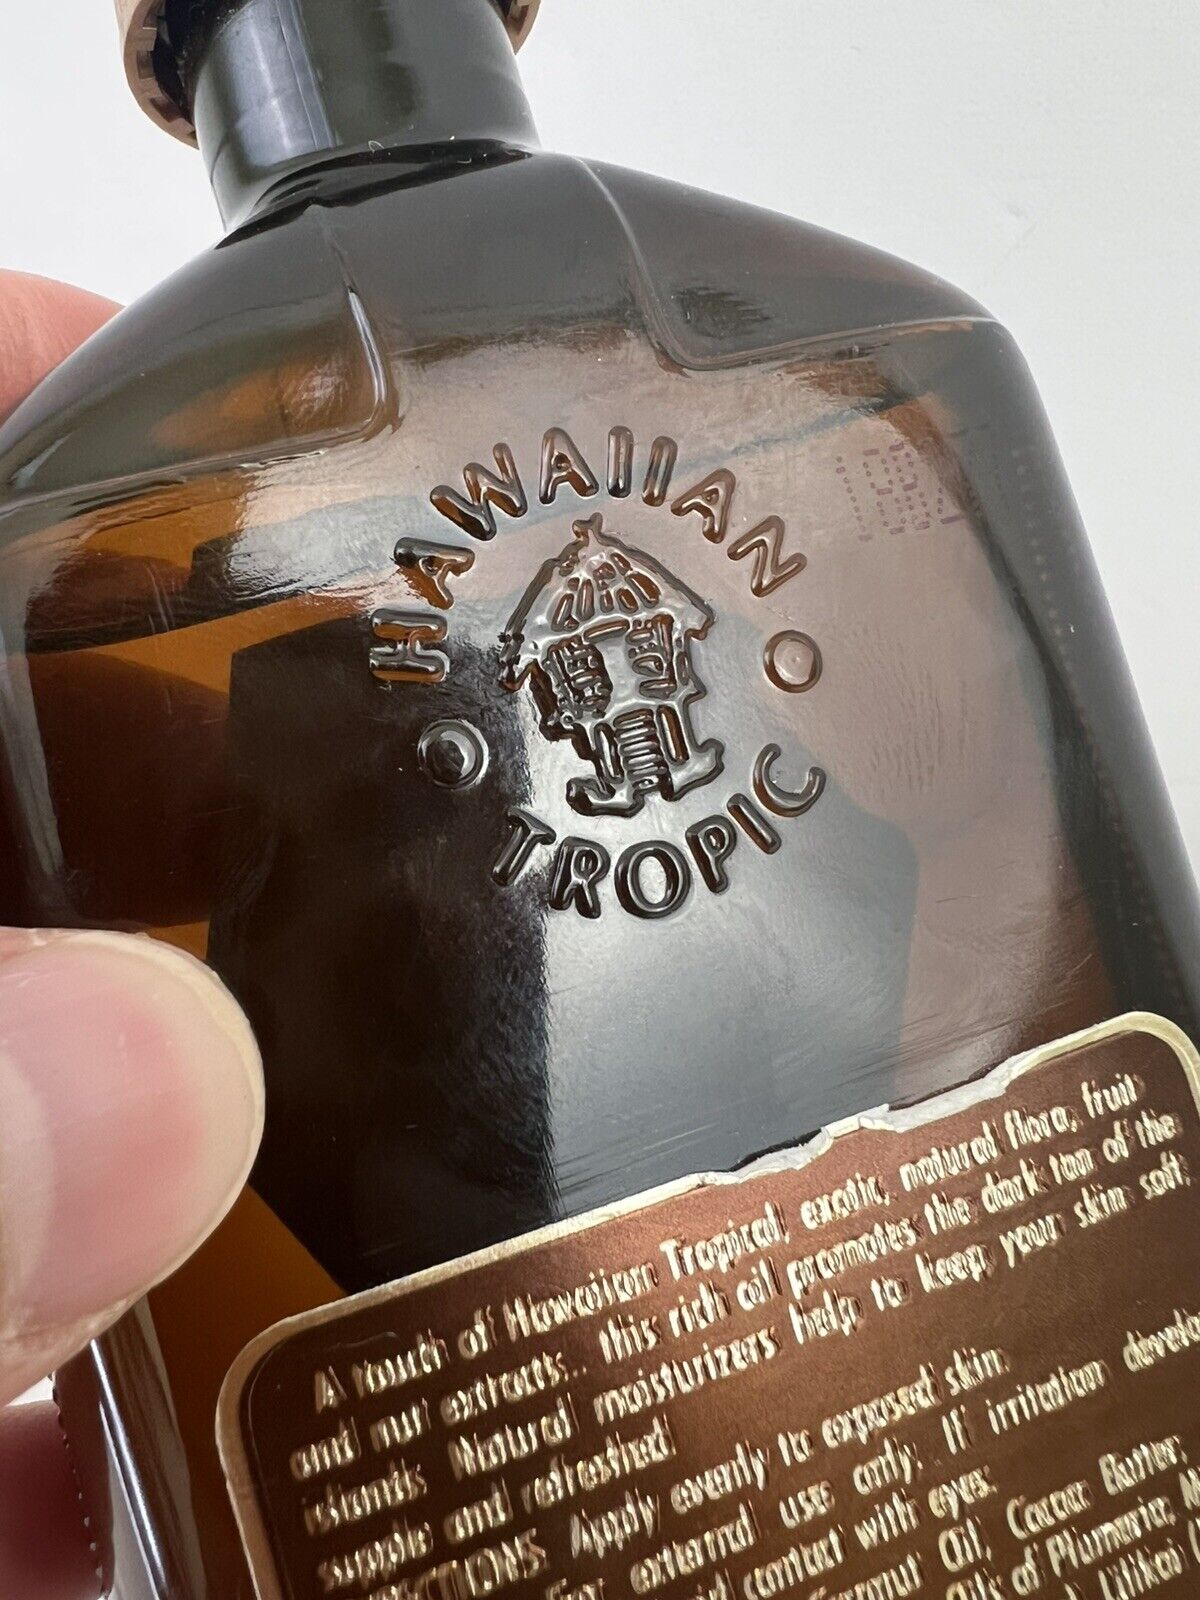 HAWAIIAN
TROPIC
A touch of Hawaiian Tropical, exotic, natural flora, fruit
and nut extracts... this rich oil promotes the dark tan of the
islands. Natural moisturizers help to keep your skin soft,
supple and refreshed.
Apply evenly to exposed skin.
For external use only. If irritation
contact with eyes.
Coconut Oil, Cocoa Butter,
Oils of Plumeria,
Lilikoi